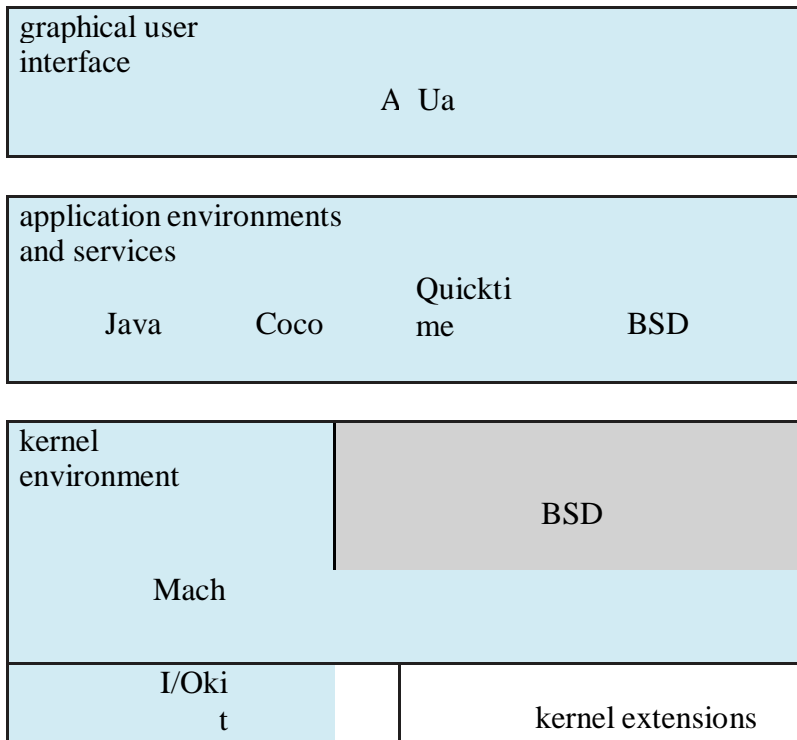 graphical user
interface
A Ua
application environments
and services
Quickti
me
Java Coco BSD
kernel
environment
BSD
Mach
I/Oki
t
kernel extensions